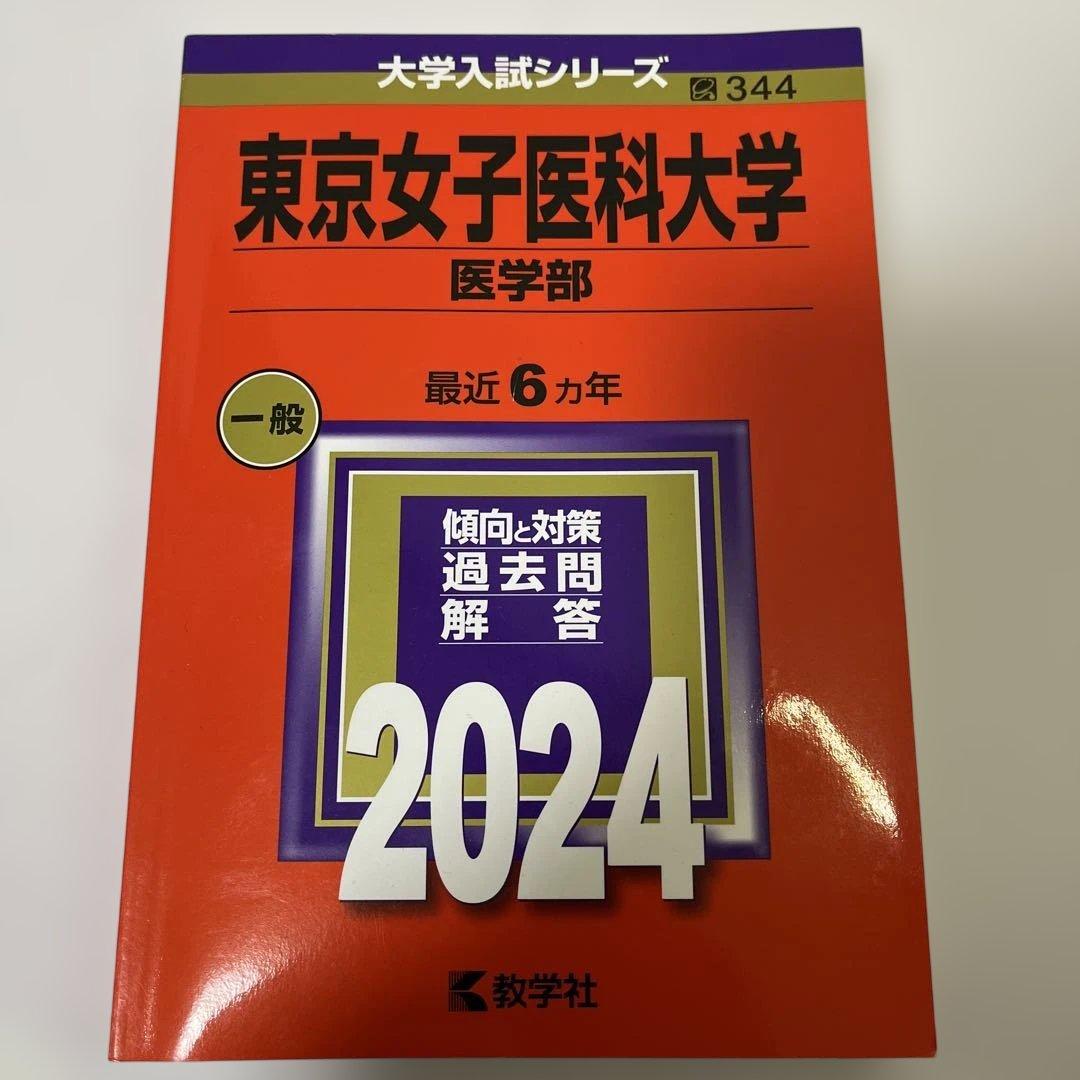 大学入試シリーズ 344
東京女子医科大学
医学部
最近6カ年
一般
傾向と対策
過去問
解答
2024
教学社